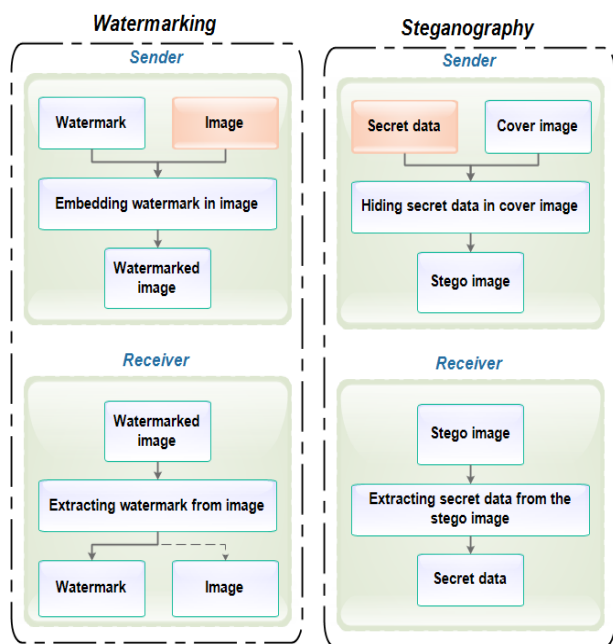 Watermarking
Sender
Watermark
Image
Embedding watermark in image
Watermarked
image
Receiver
Watermarked
image
Extracting watermark from image
Watermark
Image
Steganography
Sender
Secret data
Cover image
Hiding secret data in cover image
Stego image
Receiver
Stego image
Extracting secret data from the
stego image
Secret data